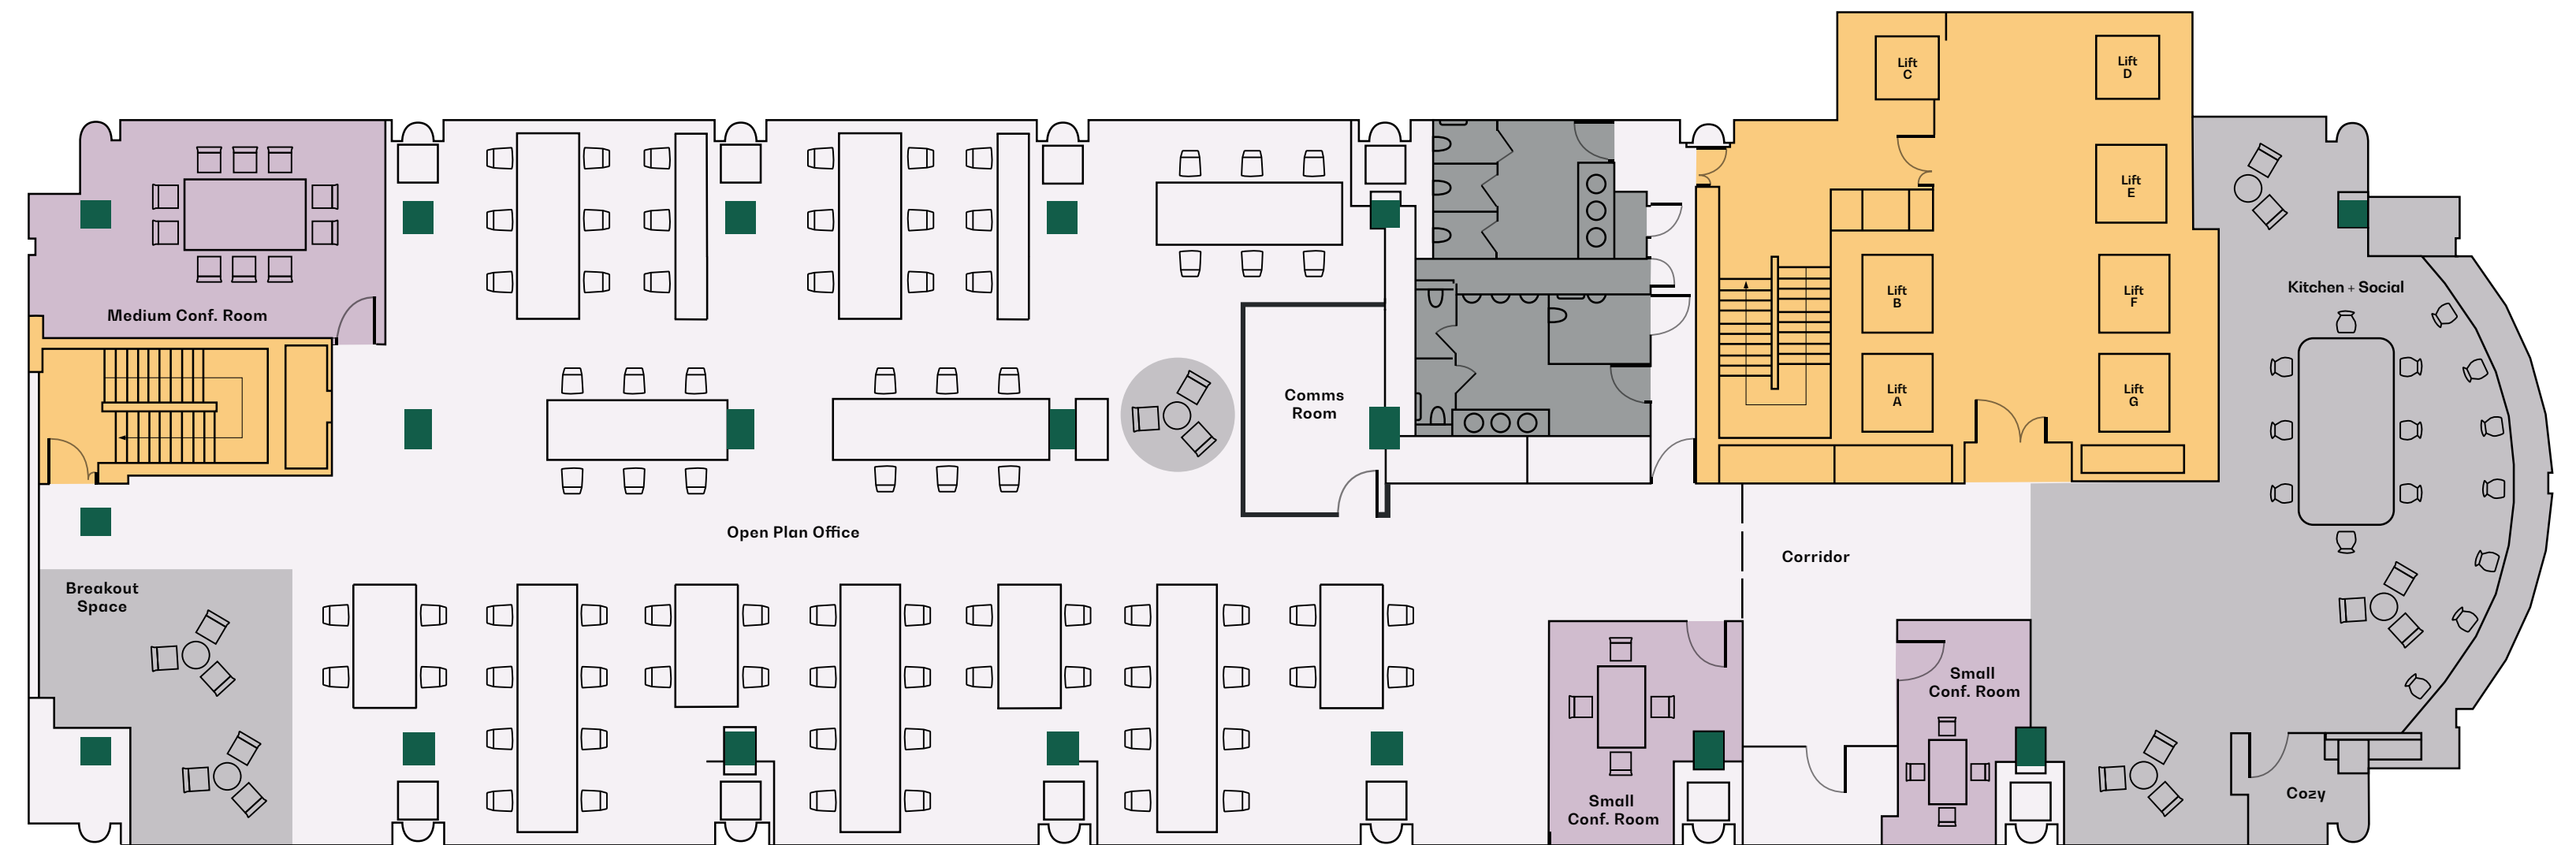 Lift
C
Lift
D
Lift
E
Kitchen + Social
Lift
B
Lift
F
Medium Conf. Room
Lift
A
Lift
G
Comms
Room
Open Plan Office
Corridor
Breakout
Space
Small
Conf. Room
Small
Conf. Room
Cozy